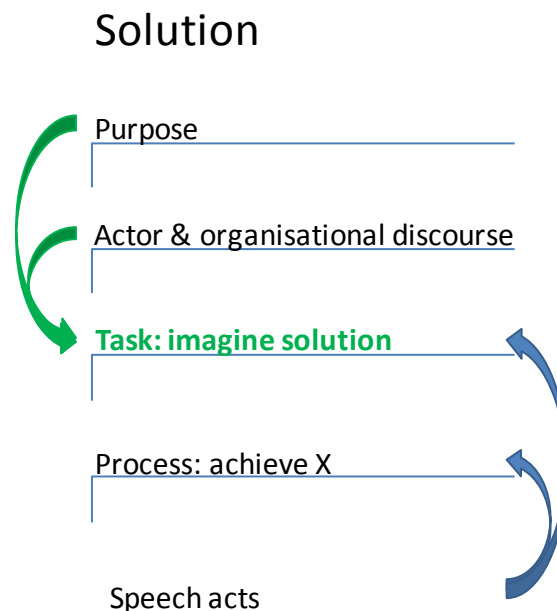 Solution
Purpose
Actor & organisational discourse
Task: imagine solution
Process: achieve X
Speech acts